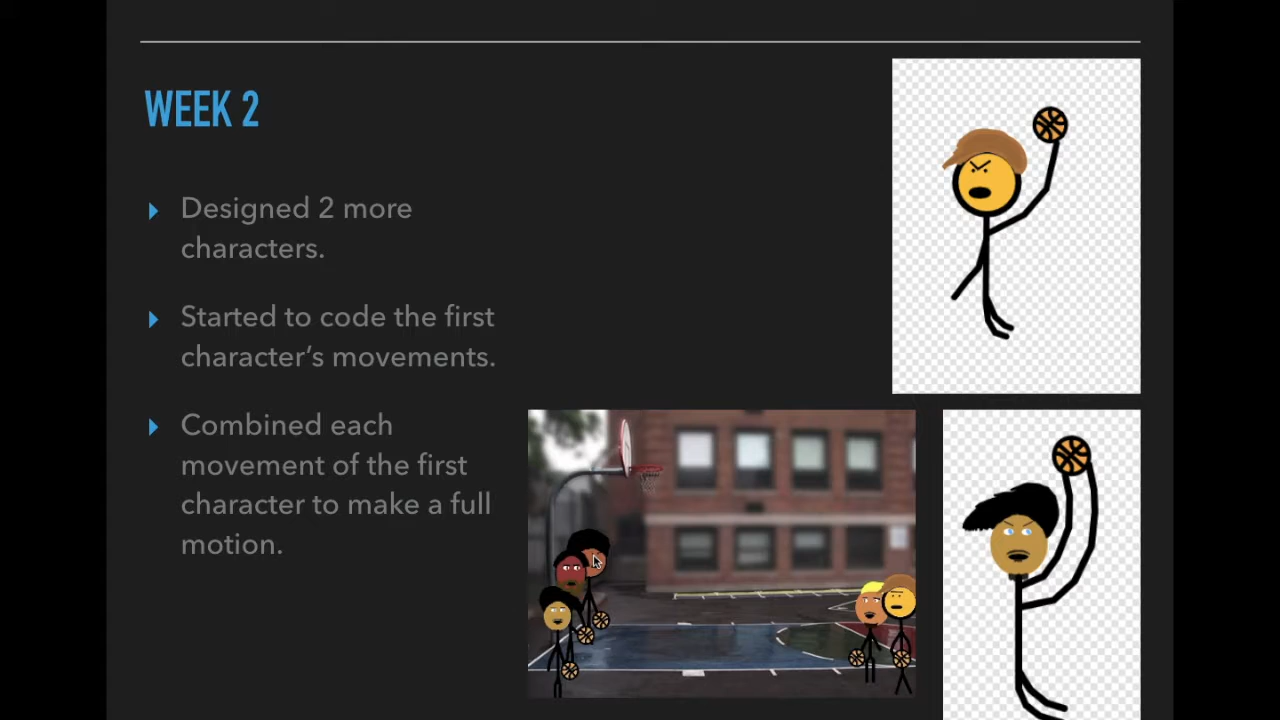 WEEK 2
Designed 2 more
characters.
Started to code the first
character’s movements.
Combined each
movement of the first
character to make a full
motion.